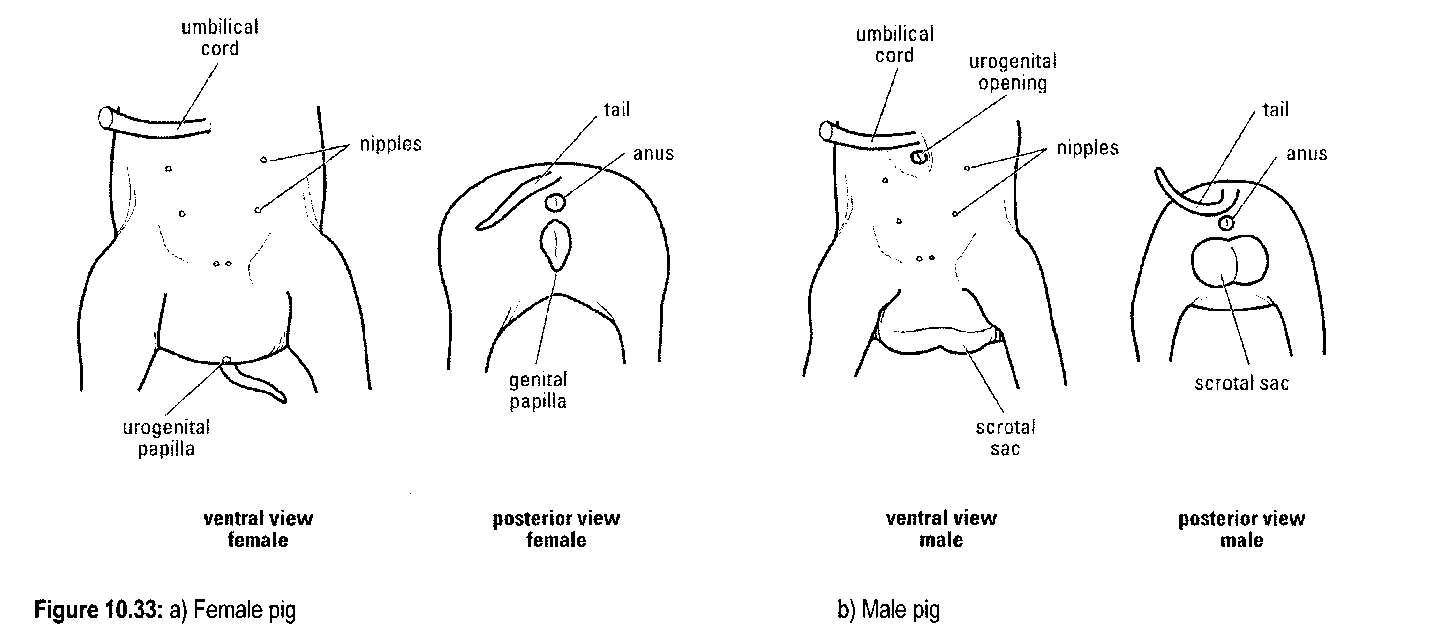 umbilical
cord
nipples
urogenital
papilla
ventral view
female
tail
anus
genital
papilla
posterior view
female
umbilical
cord
urogenital
opening
nipples
scrotal
sac
ventral view
male
tail
anus
scrotal sac
posterior view
male
Figure 10.33: a) Female pig
b) Male pig